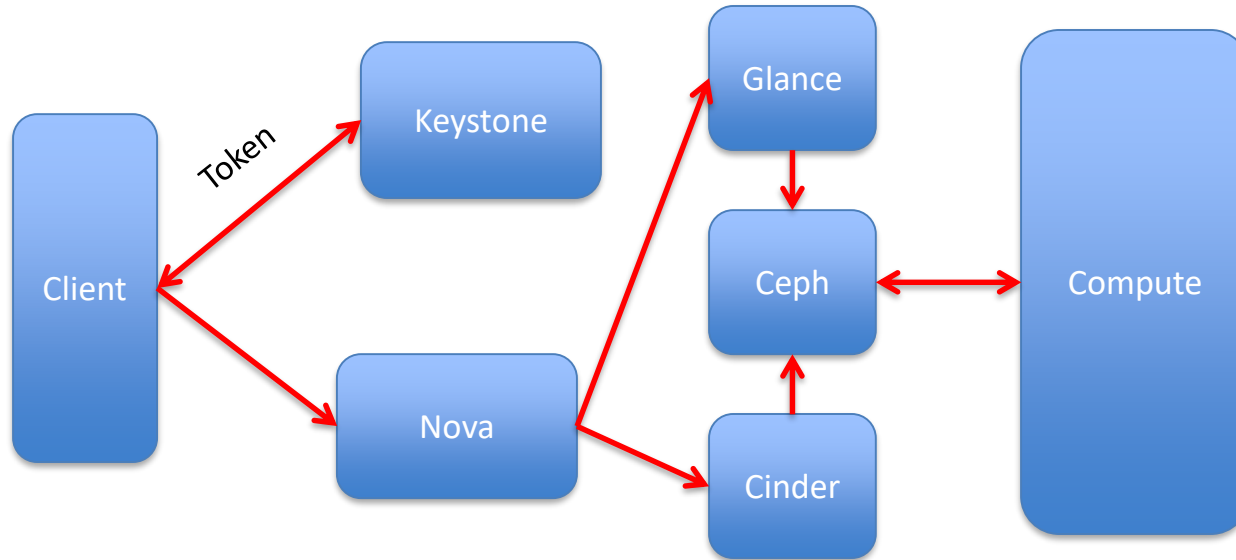 Client
Token
Keystone
Nova
Glance
Ceph
Cinder
Compute